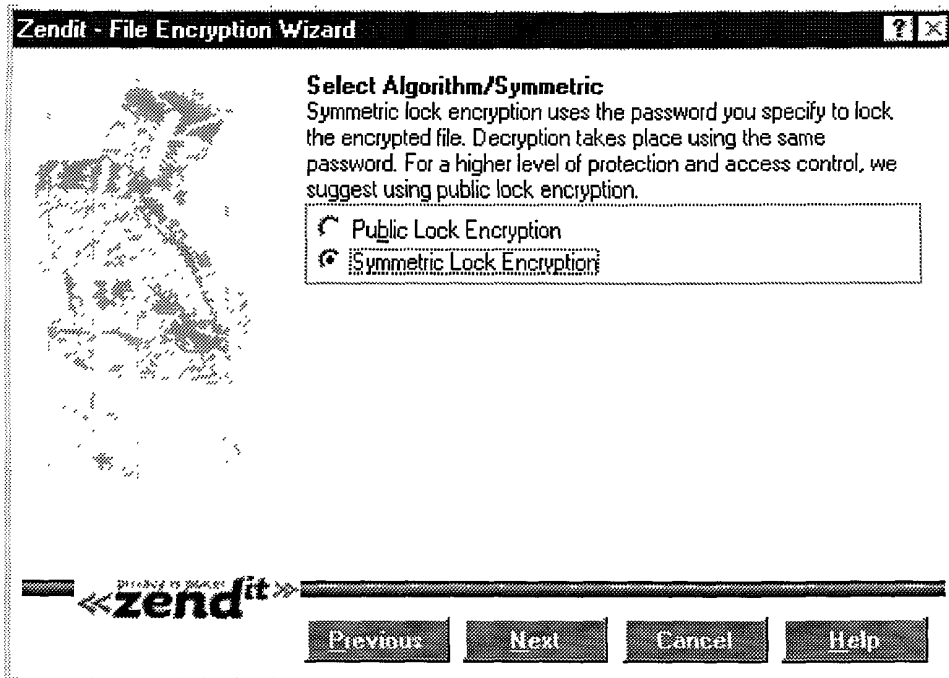 Zendit - File Encryption Wizard
Select Algorithm/Symmetric
Symmetric lock encryption uses the password you specify to lock
the encrypted file. Decryption takes place using the same
password. For a higher level of protection and access control, we
suggest using public lock encryption.
Public Lock Encryption
Symmetric Lock Encryption
«zendit»
Previous Next Cancel Help